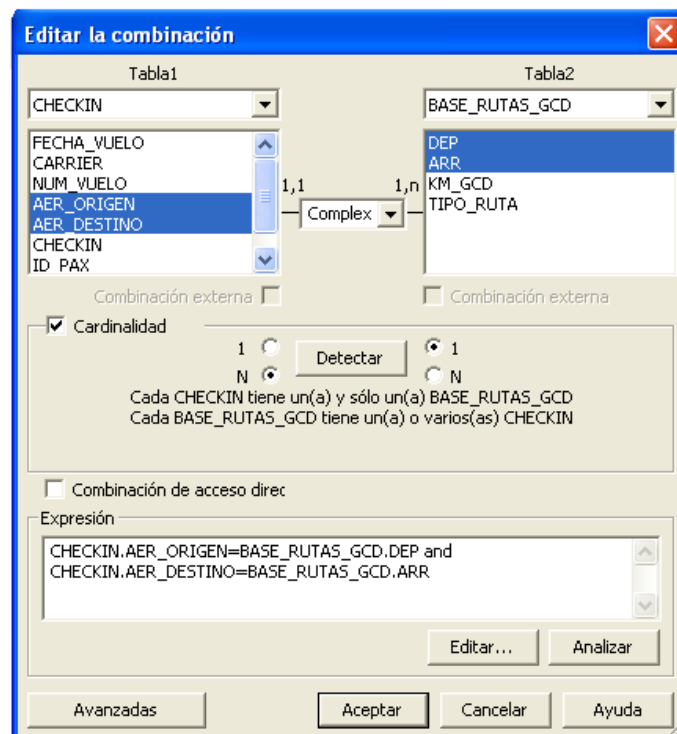 Editar la combinación
Tabla1
Tabla2
CHECKIN
BASE_RUTAS_GCD
FECHA_VUELO
CARRIER
NUM_VUELO
AER_ORIGEN
AER_DESTINO
CHECKIN
ID_PAX
1,1
1,n
Complex
DEP
ARR
KM_GCD
TIPO_RUTA
Combinación externa
Combinación externa
Cardinalidad
1
N
Detectar
1
N
Cada CHECKIN tiene un(a) y sólo un(a) BASE_RUTAS_GCD
Cada BASE_RUTAS_GCD tiene un(a) o varios(as) CHECKIN
Combinación de acceso direc
Expresión
CHECKIN.AER_ORIGEN=BASE_RUTAS_GCD.DEP and
CHECKIN.AER_DESTINO=BASE_RUTAS_GCD.ARR
Editar...
Analizar
Avanzadas
Aceptar
Cancelar
Ayuda